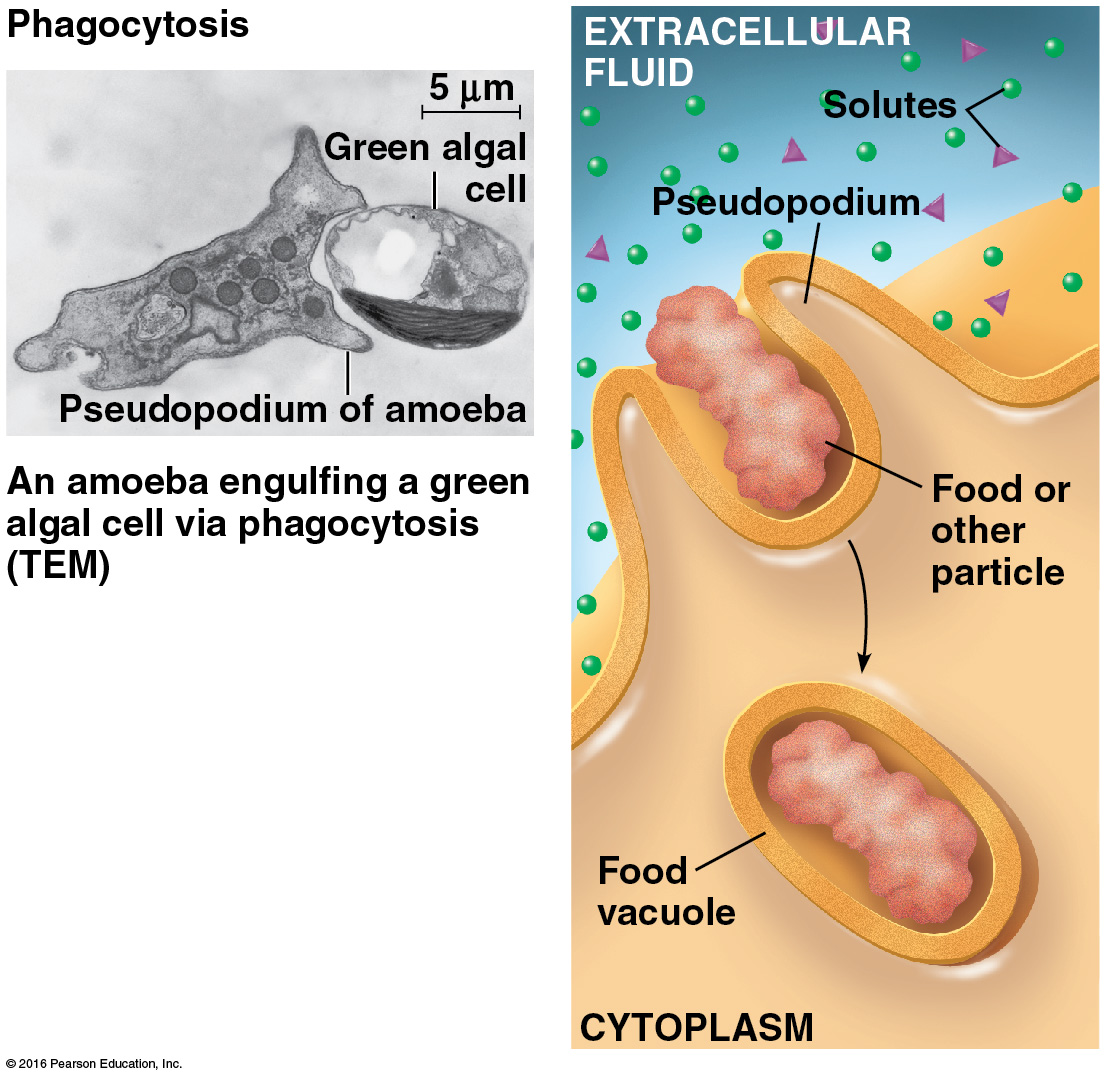 Phagocytosis
5 μm
Green algal
cell
Pseudopodium of amoeba
An amoeba engulfing a green
algal cell via phagocytosis
(TEM)
EXTRACELLULAR
FLUID
Solutes
Pseudopodium
Food or
other
particle
Food
vacuole
CYTOPLASM
© 2016 Pearson Education, Inc.